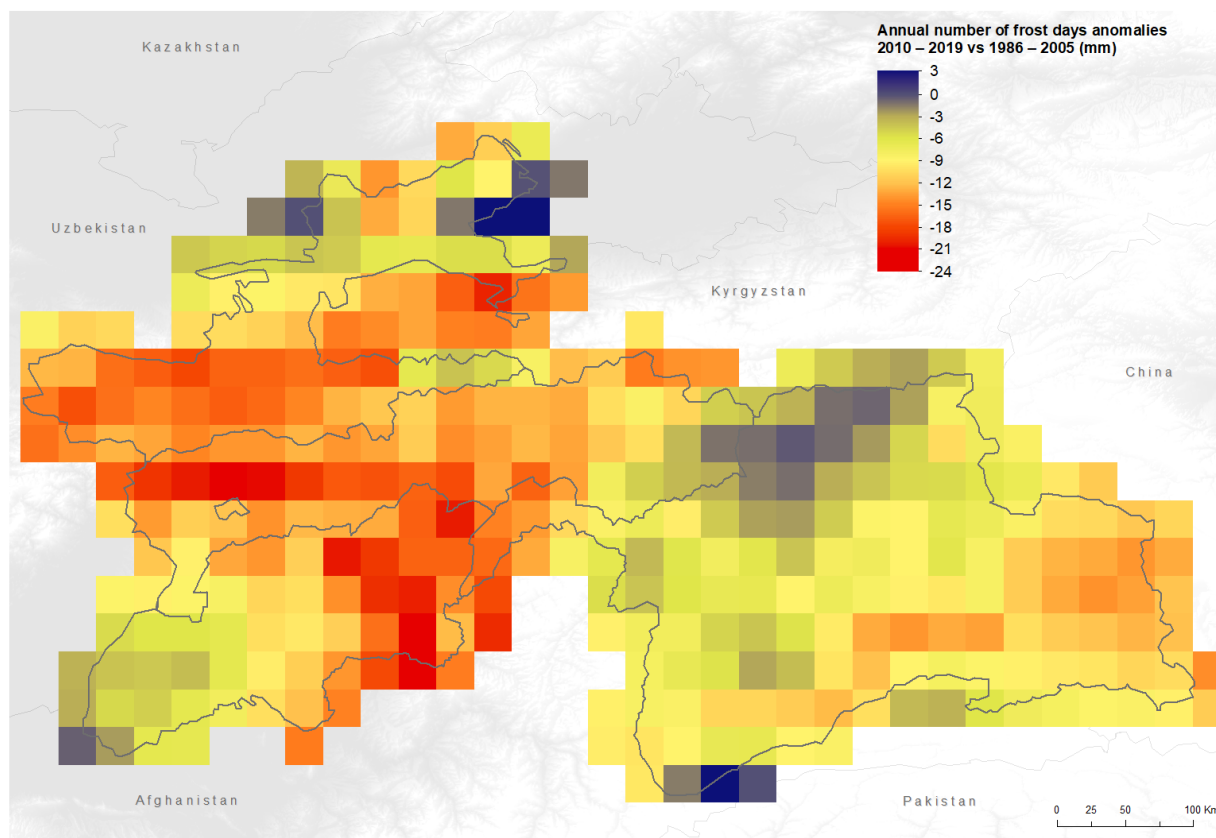 Annual number of frost days anomalies
2010 – 2019 vs 1986 – 2005 (mm)
3
0
-3
-6
-9
-12
-15
-18
-21
-24
Kazakhstan
Uzbekistan
Kyrgyzstan
China
Afghanistan
Pakistan
0 25 50 100 Km